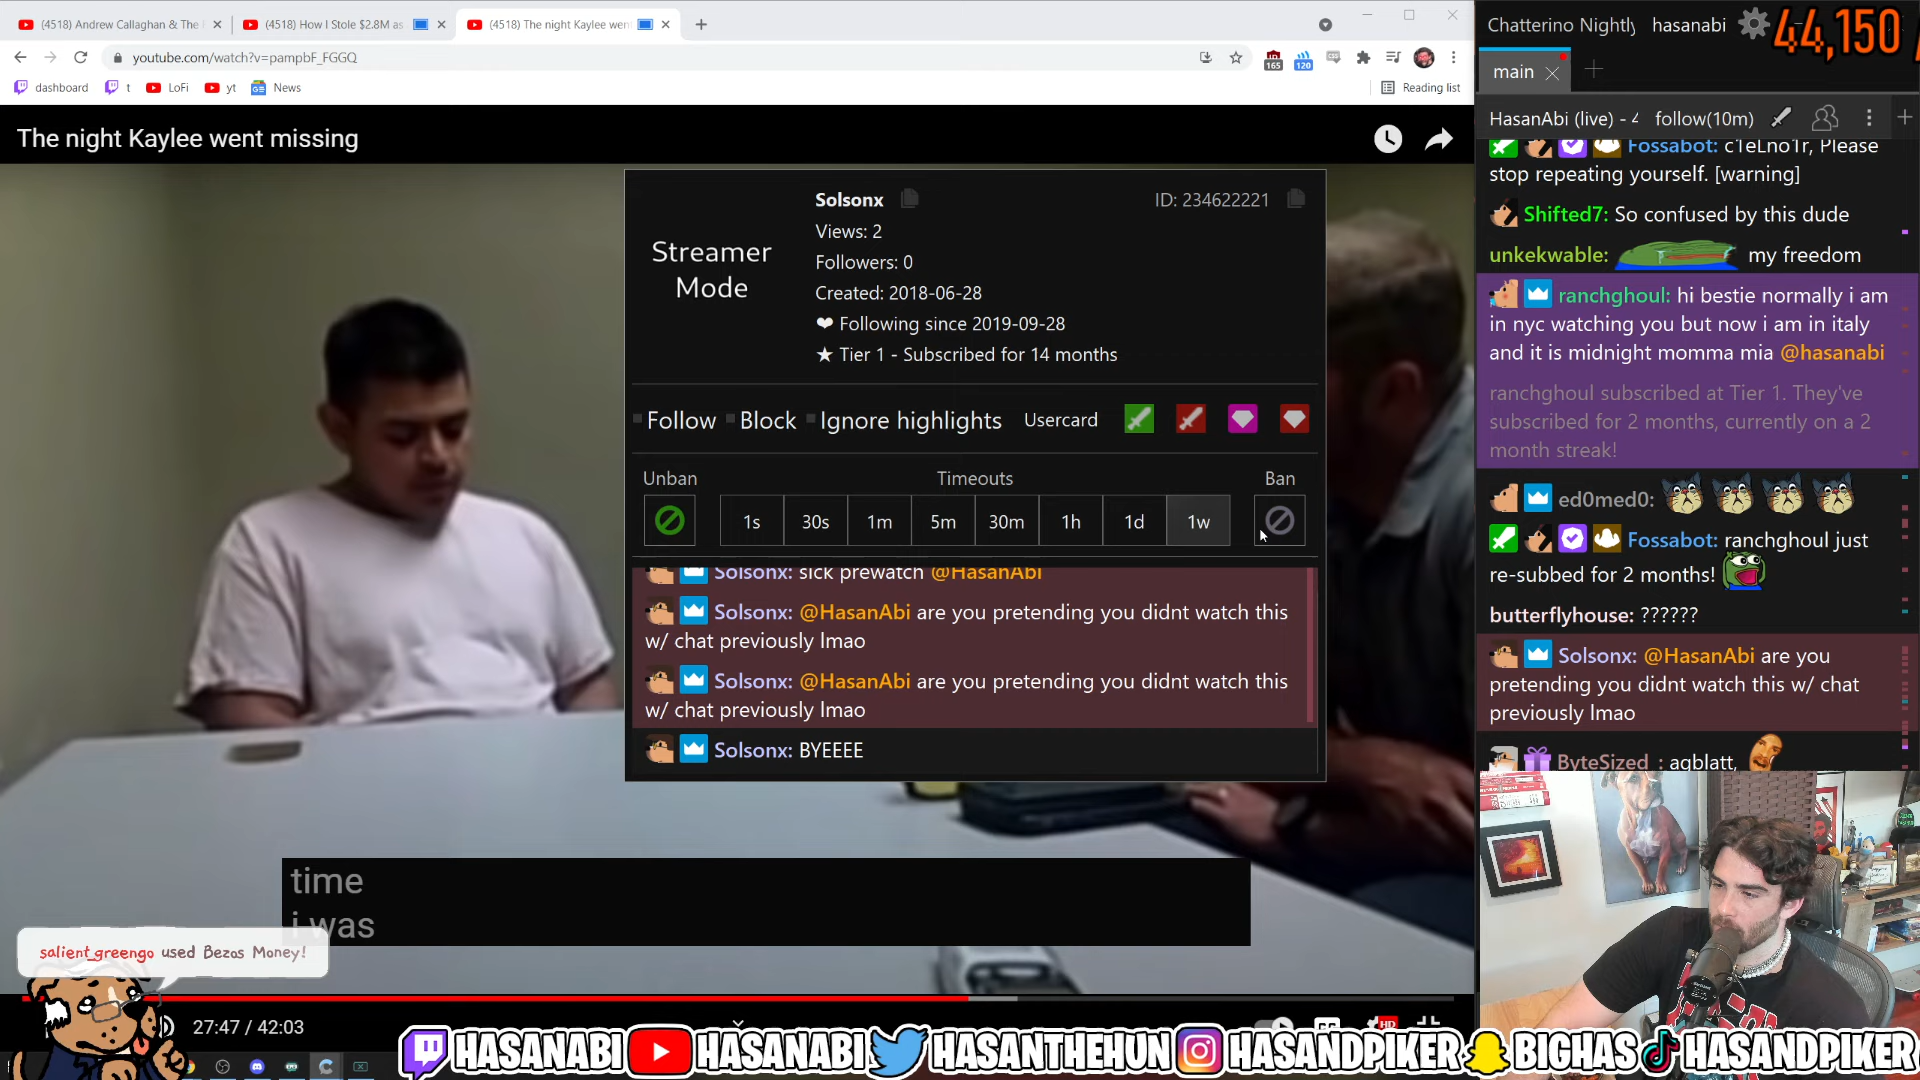 (4518) Andrew Callaghan & The
(4518) How I Stole $2.8M as
(4518) The night Kaylee wen
youtube.com/watch?v=pampbF_FGGQ
165
120
dashboard
t
LoFi
yt
News
Reading list
The night Kaylee went missing
Streamer
Mode
Solsonx
ID: 234622221
Views: 2
Followers: 0
Created: 2018-06-28
❤ Following since 2019-09-28
★ Tier 1 - Subscribed for 14 months
Follow
Block
Ignore highlights
Usercard
Unban
Timeouts
Ban
1s
30s
1m
5m
30m
1h
1d
1w
Solsonx: sick prewatch @HasanAbi
Solsonx: @HasanAbi are you pretending you didnt watch this
w/ chat previously lmao
Solsonx: @HasanAbi are you pretending you didnt watch this
w/ chat previously lmao
Solsonx: BYEEEE
time
i was
salient_greengo used Bezos Money!
27:47 / 42:03
HD
Chatterino Nightly
hasanabi
44,150 /
main
HasanAbi (live) - 4
follow(10m)
Fossabot: cTeLnoTr, Please
stop repeating yourself. [warning]
Shifted7: So confused by this dude
unkekwable: my freedom
ranchghoul: hi bestie normally i am
in nyc watching you but now i am in italy
and it is midnight momma mia @hasanabi
ranchghoul subscribed at Tier 1. They've
subscribed for 2 months, currently on a 2
month streak!
ed0med0:
Fossabot: ranchghoul just
re-subbed for 2 months!
butterflyhouse: ??????
Solsonx: @HasanAbi are you
pretending you didnt watch this w/ chat
previously lmao
ByteSized_: agblatt,
HASANABI
HASANABI
HASANTHEHUN
HASANDPIKER
BIGHAS
HASANDPIKER